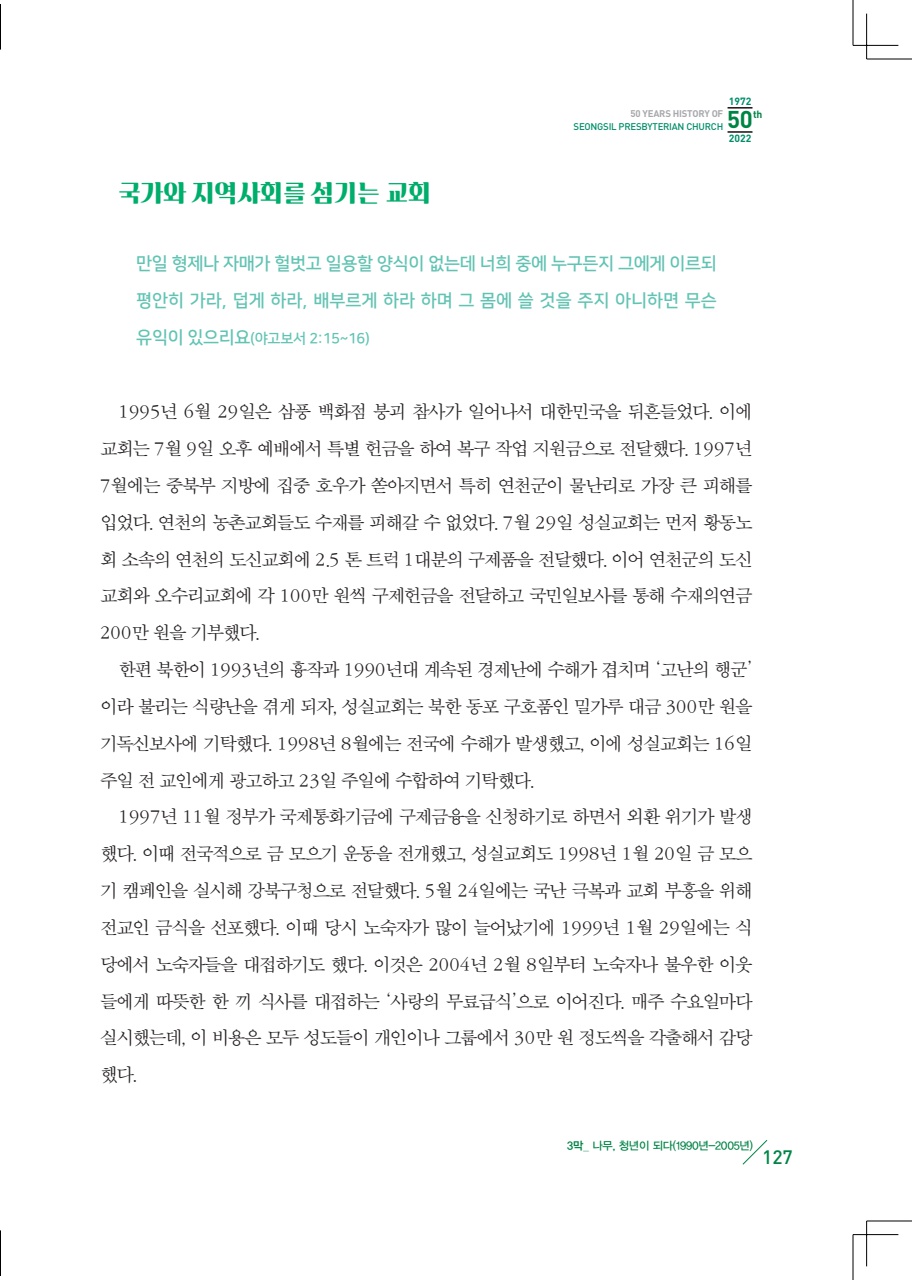 1972
50 YEARS HISTORY OF
SEONGSIL PRESBYTERIAN CHURCH
50th
2022
국가와 지역사회를 섬기는 교회
만일 형제나 자매가 헐벗고 일용할 양식이 없는데 너희 중에 누구든지 그에게 이르되
평안히 가라, 덥게 하라, 배부르게 하라 하며 그 몸에 쓸 것을 주지 아니하면 무슨
유익이 있으리요(야고보서 2:15~16)
1995년 6월 29일은 삼풍 백화점 붕괴 참사가 일어나서 대한민국을 뒤흔들었다. 이에
교회는 7월 9일 오후 예배에서 특별 헌금을 하여 복구 작업 지원금으로 전달했다. 1997년
7월에는 중북부 지방에 집중 호우가 쏟아지면서 특히 연천군이 물난리로 가장 큰 피해를
입었다. 연천의 농촌교회들도 수재를 피해갈 수 없었다. 7월 29일 성실교회는 먼저 황동노
회 소속의 연천의 도신교회에 2.5 톤 트럭 1대분의 구제품을 전달했다. 이어 연천군의 도신
교회와 오수리교회에 각 100만 원씩 구제헌금을 전달하고 국민일보사를 통해 수재의연금
200만 원을 기부했다.
한편 북한이 1993년의 흉작과 1990년대 계속된 경제난에 수해가 겹치며 ‘고난의 행군’
이라 불리는 식량난을 겪게 되자, 성실교회는 북한 동포 구호품인 밀가루 대금 300만 원을
기독신보사에 기탁했다. 1998년 8월에는 전국에 수해가 발생했고, 이에 성실교회는 16일
주일 전 교인에게 광고하고 23일 주일에 수합하여 기탁했다.
1997년 11월 정부가 국제통화기금에 구제금융을 신청하기로 하면서 외환 위기가 발생
했다. 이때 전국적으로 금 모으기 운동을 전개했고, 성실교회도 1998년 1월 20일 금 모으
기 캠페인을 실시해 강북구청으로 전달했다. 5월 24일에는 국난 극복과 교회 부흥을 위해
전교인 금식을 선포했다. 이때 당시 노숙자가 많이 늘어났기에 1999년 1월 29일에는 식
당에서 노숙자들을 대접하기도 했다. 이것은 2004년 2월 8일부터 노숙자나 불우한 이웃
들에게 따뜻한 한 끼 식사를 대접하는 ‘사랑의 무료급식’으로 이어진다. 매주 수요일마다
실시했는데, 이 비용은 모두 성도들이 개인이나 그룹에서 30만 원 정도씩을 각출해서 감당
했다.
3막_ 나무, 청년이 되다(1990년-2005년)
127